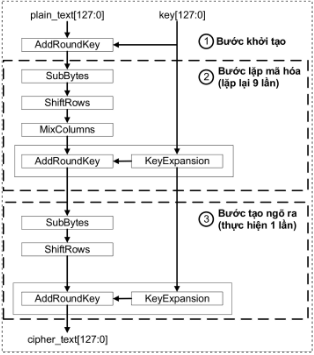 plain_text[127:0] key[127:0]
AddRoundKey
1 Bước khởi tạo
SubBytes
2 Bước lặp mã hóa
(lặp lại 9 lần)
ShiftRows
MixColumns
AddRoundKey KeyExpansion
SubBytes
3 Bước tạo ngõ ra
(thực hiện 1 lần)
ShiftRows
AddRoundKey KeyExpansion
cipher_text[127:0]